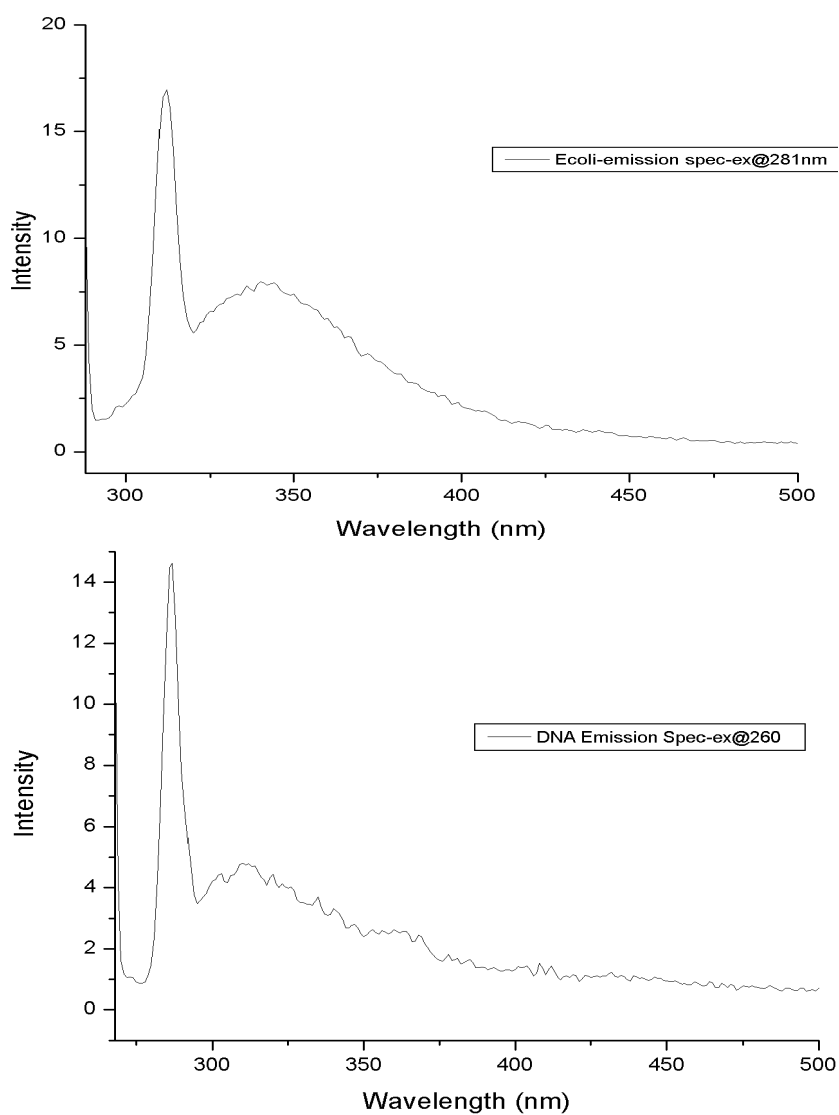 20
15
10
5
0
Intensity
Ecoli-emission spec-ex@281nm
300 350 400 450 500
Wavelength (nm)
14
12
10
8
6
4
2
0
Intensity
DNA Emission Spec-ex@260
300 350 400 450 500
Wavelength (nm)